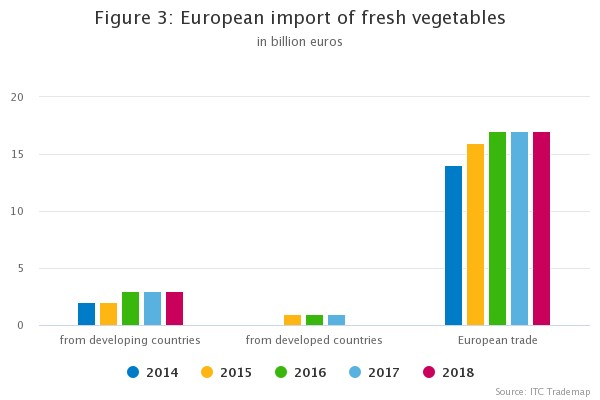 Figure 3: European import of fresh vegetables
in billion euros
20
15
10
5
0
from developing countries
from developed countries
European trade
2014
2015
2016
2017
2018
Source: ITC Trademap